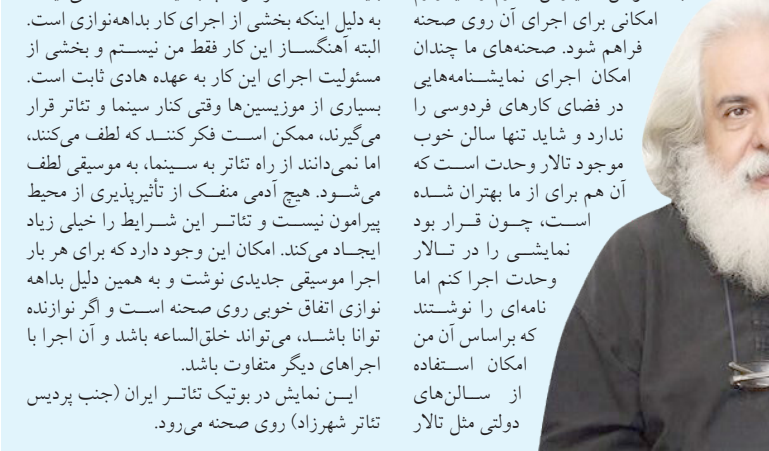 امکانی برای اجرای آن روی صحنه
فراهم شود. صحنه‌های ما چندان
امکان اجرای نمایشنامه‌هایی
در فضای کارهای فردوسی را
ندارد و شاید تنها سالن خوب
موجود تالار وحدت است که
آن هم برای از ما بهتران شده
است، چون قرار بود
نمایشی را در تالار
وحدت اجرا کنم اما
نامه‌ای را نوشتند
که براساس آن من
امکان استفاده
از سالن‌های
دولتی مثل تالار
به دلیل اینکه بخشی از اجرای کار بداهه‌نوازی است.
البته آهنگساز این کار فقط من نیستم و بخشی از
مسئولیت اجرای این کار به عهده هادی ثابت است.
بسیاری از موزیسین‌ها وقتی کنار سینما و تئاتر قرار
می‌گیرند، ممکن است فکر کنند که لطف می‌کنند،
اما نمی‌دانند از راه تئاتر به سینما، به موسیقی لطف
می‌شود. هیچ آدمی منفک از تأثیرپذیری از محیط
پیرامون نیست و تئاتر این شرایط را خیلی زیاد
ایجاد می‌کند. امکان این وجود دارد که برای هر بار
اجرا موسیقی جدیدی نوشت و به همین دلیل بداهه
نوازی اتفاق خوبی روی صحنه است و اگر نوازنده
توانا باشد، می‌تواند خلق‌الساعه باشد و آن اجرا با
اجراهای دیگر متفاوت باشد.
این نمایش در بوتیک تئاتر ایران (جنب پردیس
تئاتر شهرزاد) روی صحنه می‌رود.